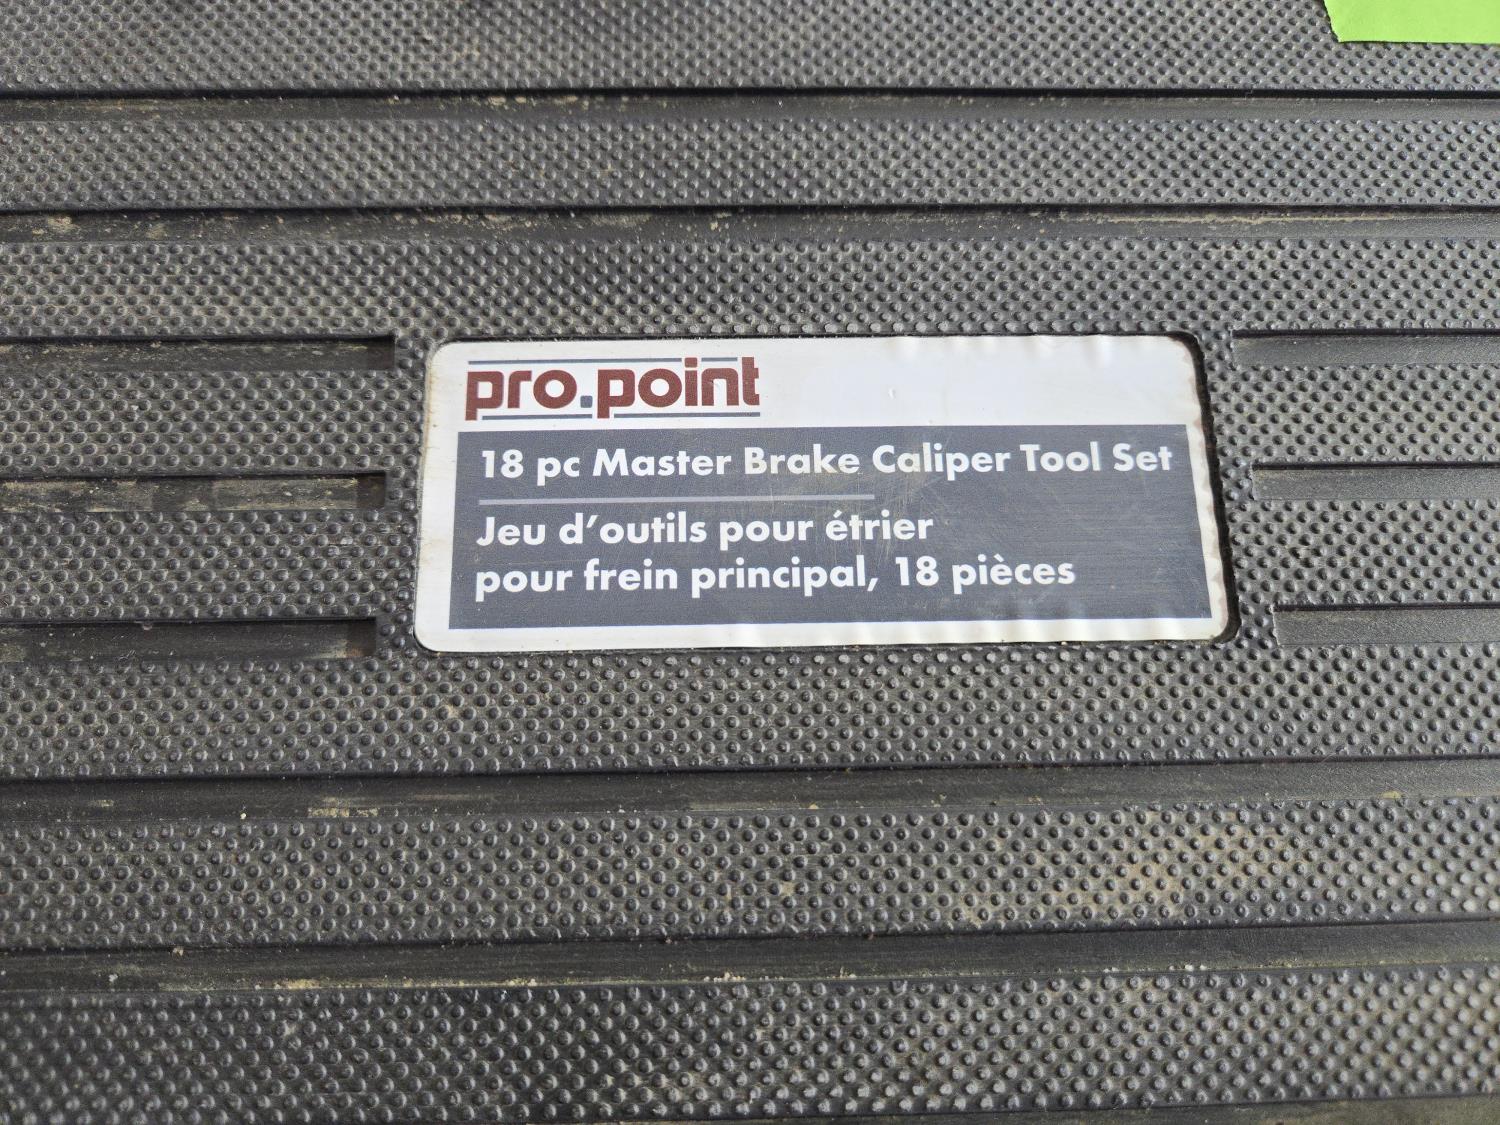 pro.point
18 pc Master Brake Caliper Tool Set
Jeu d'outils pour étrier
pour frein principal, 18 pièces